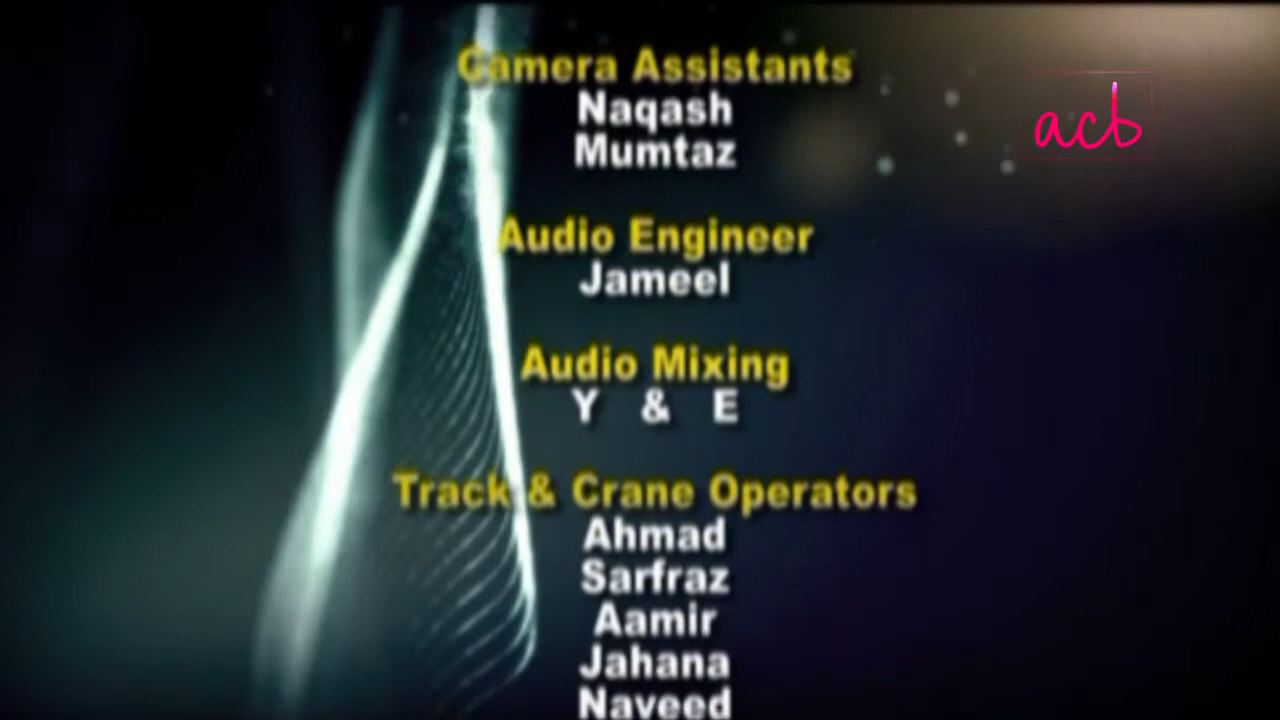 Camera Assistants
Naqash
Mumtaz
acb
Audio Engineer
Jameel
Audio Mixing
Y & E
Track & Crane Operators
Ahmad
Sarfraz
Aamir
Jahana
Naveed